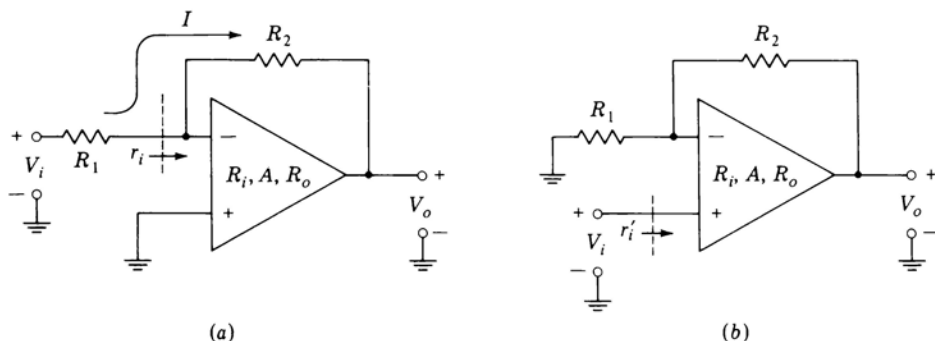 I
R₂
+
−
R₁
rᵢ
Vᵢ
−
Rᵢ, A, Rₒ
+
+
Vₒ
−
(a)
R₂
R₁
−
Rᵢ, A, Rₒ
+
+
Vᵢ
rᵢ′
−
+
Vₒ
−
(b)